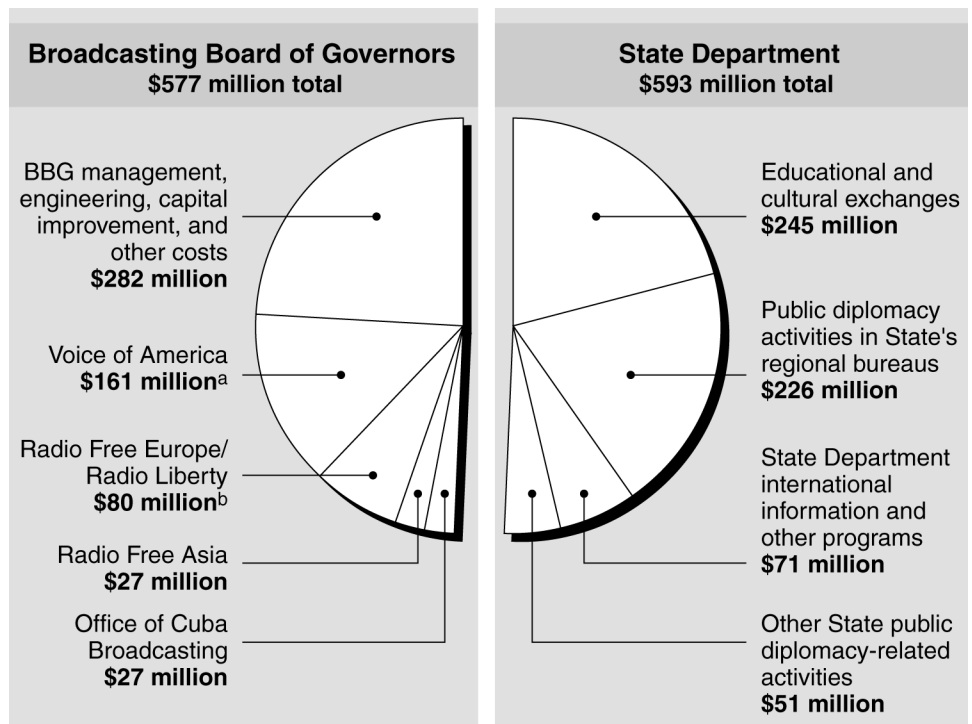 Broadcasting Board of Governors
$577 million total
BBG management,
engineering, capital
improvement, and
other costs
$282 million
Voice of America
$161 millionᵃ
Radio Free Europe/
Radio Liberty
$80 millionᵇ
Radio Free Asia
$27 million
Office of Cuba
Broadcasting
$27 million
State Department
$593 million total
Educational and
cultural exchanges
$245 million
Public diplomacy
activities in State's
regional bureaus
$226 million
State Department
international
information and
other programs
$71 million
Other State public
diplomacy-related
activities
$51 million